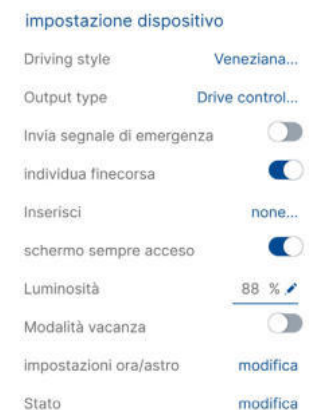 impostazione dispositivo
Driving style Veneziana...
Output type Drive control...
Invia segnale di emergenza
individua finecorsa
Inserisci none...
schermo sempre acceso
Luminosità 88 %
Modalità vacanza
impostazioni ora/astro modifica
Stato modifica